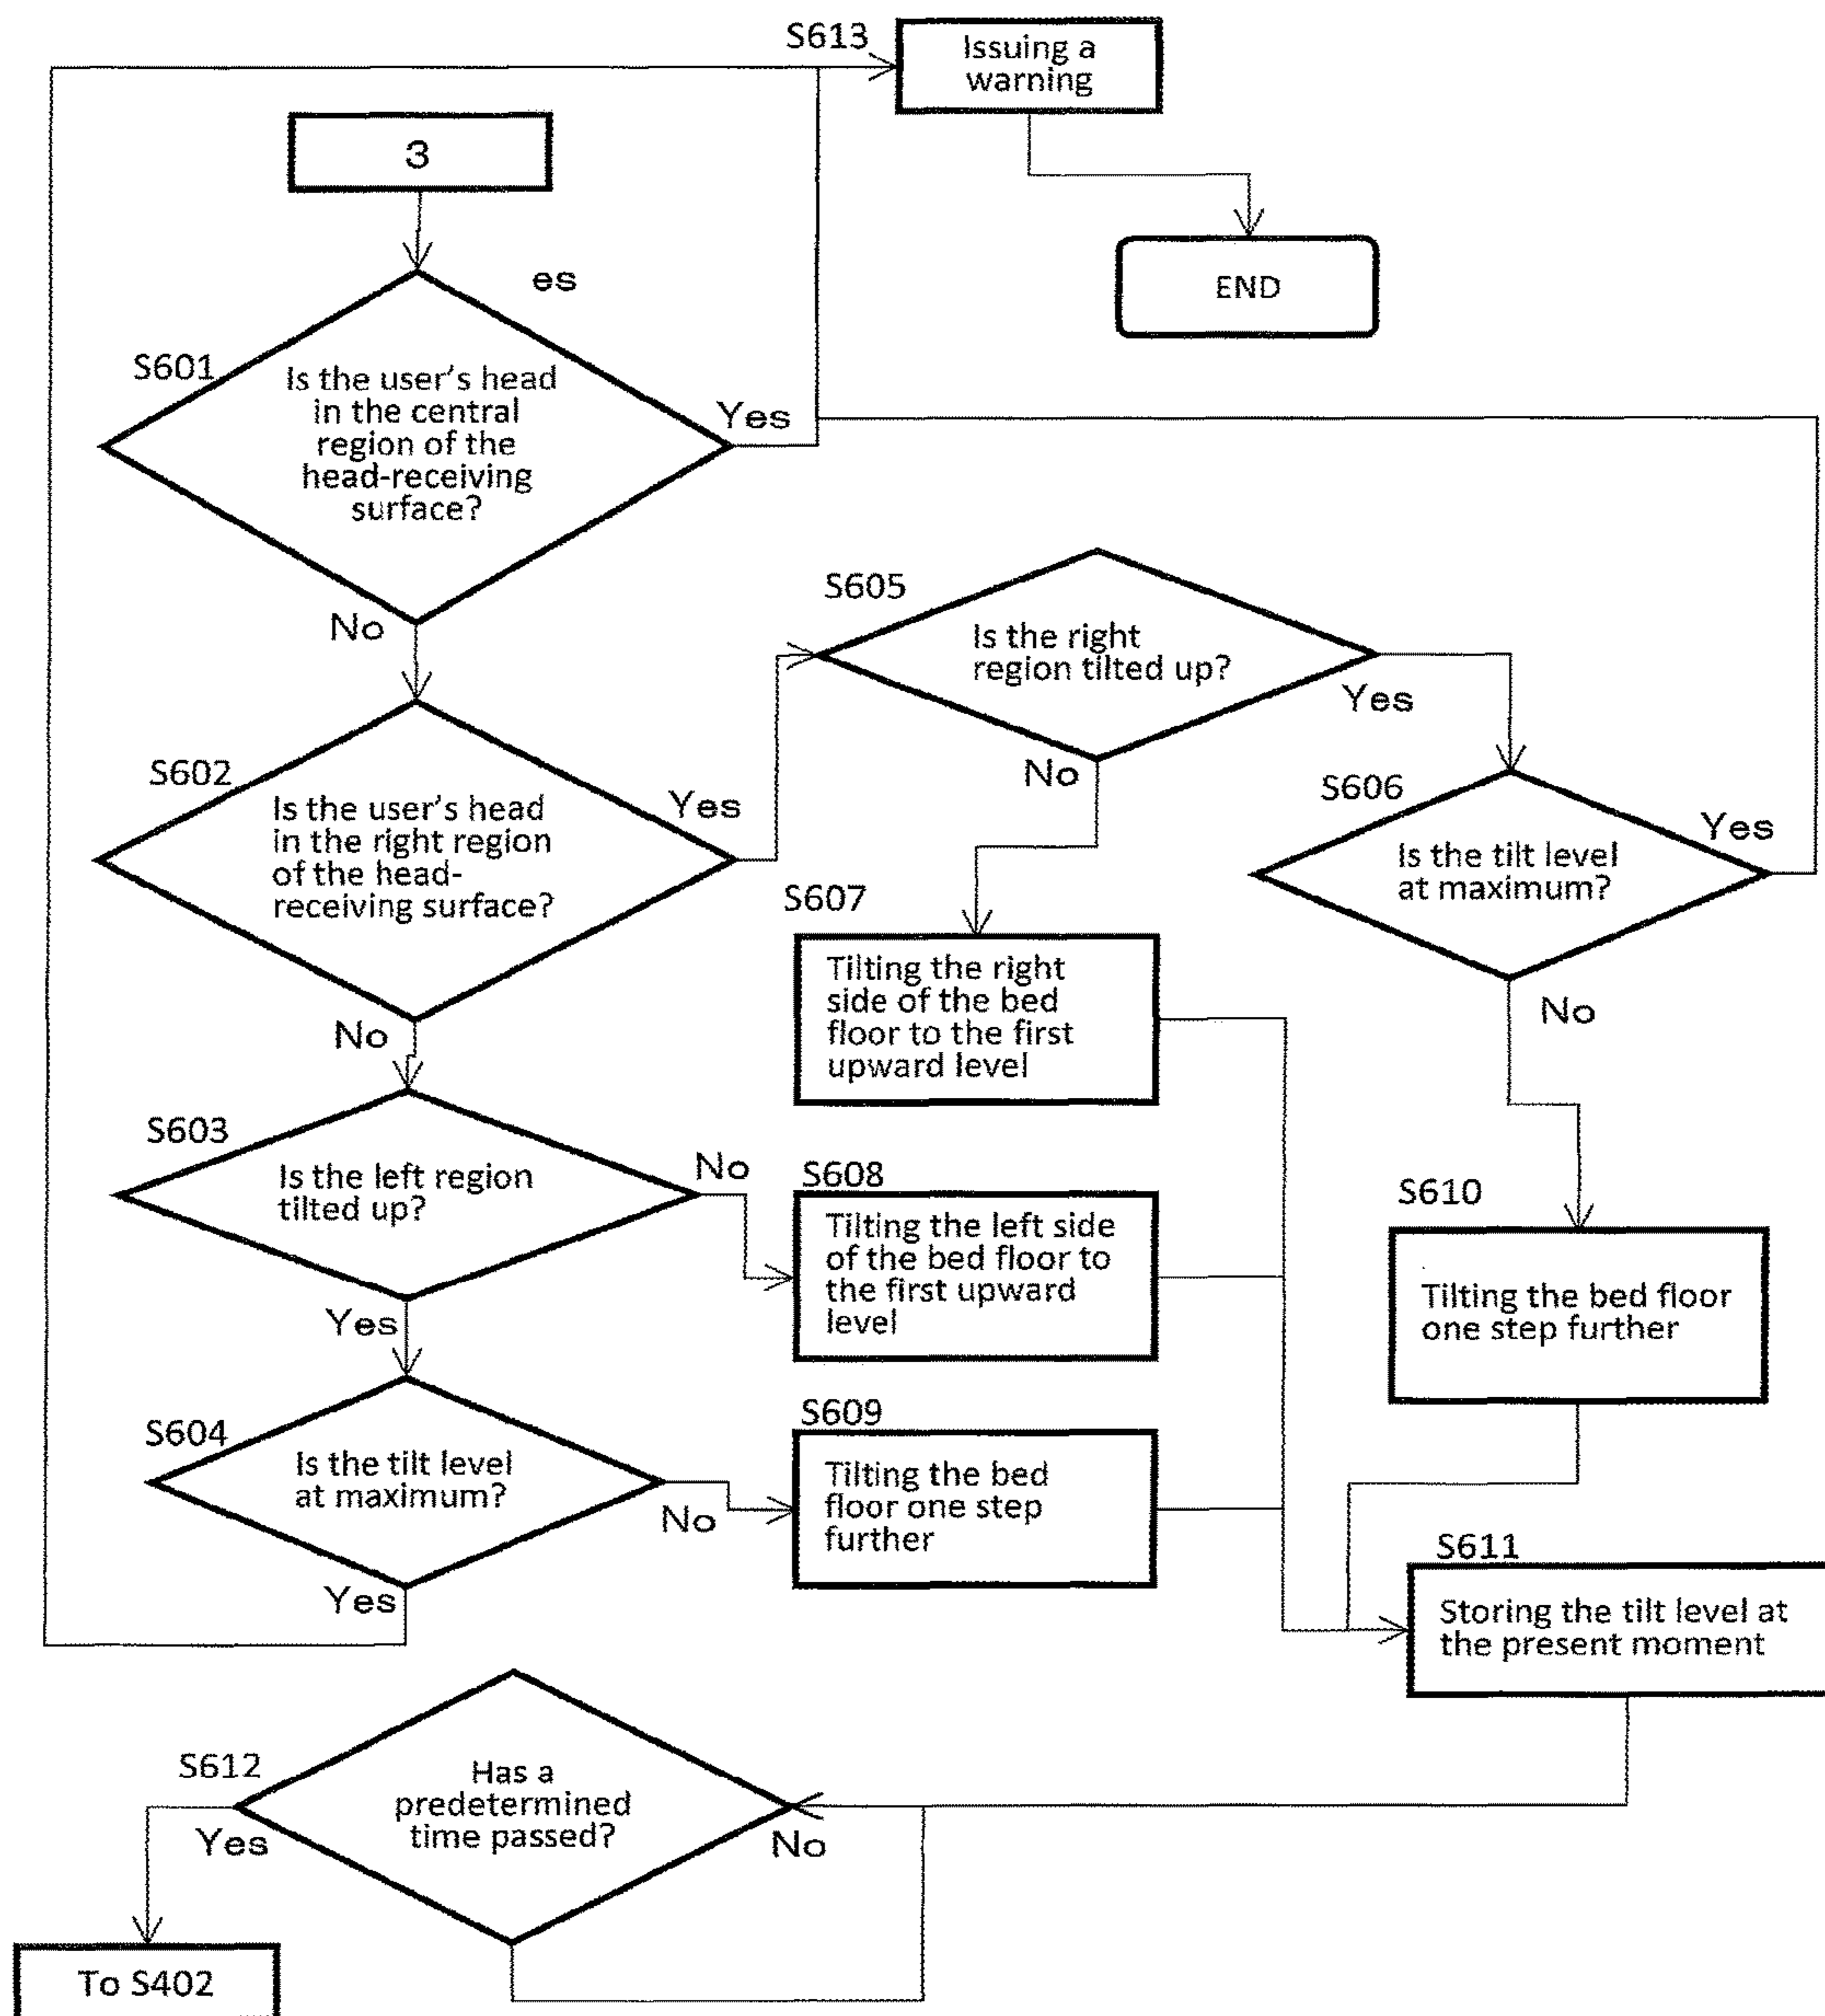 S613
Issuing a
warning
3
es
END
S601
Is the user's head
in the central
region of the
head-receiving
surface?
Yes
No
S605
Is the right
region tilted up?
Yes
No
S602
Is the user's head
in the right region
of the head-
receiving surface?
Yes
No
S606
Is the tilt level
at maximum?
Yes
No
S607
Tilting the right
side of the bed
floor to the first
upward level
S603
Is the left region
tilted up?
No
Yes
S608
Tilting the left side
of the bed floor to
the first upward
level
S610
Tilting the bed floor
one step further
S604
Is the tilt level
at maximum?
No
Yes
S609
Tilting the bed
floor one step
further
S611
Storing the tilt level at
the present moment
S612
Has a
predetermined
time passed?
Yes
No
To S402